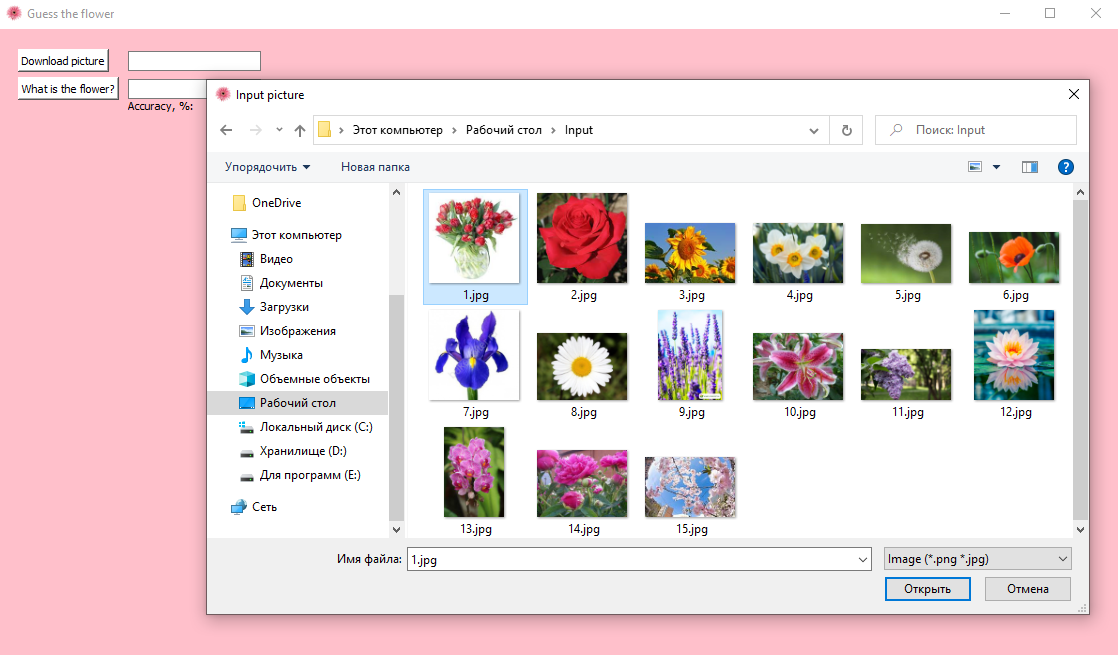 Guess the flower
Download picture
What is the flower?
Accuracy, %:
Input picture
Этот компьютер › Рабочий стол › Input
Поиск: Input
Упорядочить
Новая папка
?
OneDrive
Этот компьютер
Видео
Документы
Загрузки
Изображения
Музыка
Объемные объекты
Рабочий стол
Локальный диск (C:)
Хранилище (D:)
Для программ (E:)
Сеть
1.jpg 2.jpg 3.jpg 4.jpg 5.jpg 6.jpg
7.jpg 8.jpg 9.jpg 10.jpg 11.jpg 12.jpg
13.jpg 14.jpg 15.jpg
Имя файла: 1.jpg
Image (*.png *.jpg)
Открыть
Отмена